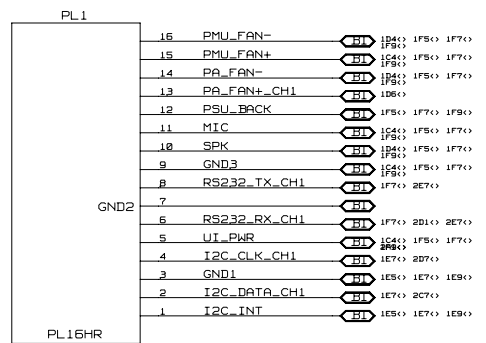 PL1
16 PMU_FAN- BI 1D4<> 1F5<> 1F7<>
1F9<>
15 PMU_FAN+ BI 1C4<> 1F5<> 1F7<>
1F9<>
14 PA_FAN- BI 1D4<> 1F5<> 1F7<>
1F9<>
13 PA_FAN+_CH1 BI 1D6<>
12 PSU_BACK BI 1F5<> 1F7<> 1F9<>
11 MIC BI 1C4<> 1F5<> 1F7<>
1F9<>
10 SPK BI 1D4<> 1F5<> 1F7<>
1F9<>
9 GND3 BI 1C4<> 1F5<> 1F7<>
1F9<>
8 RS232_TX_CH1 BI 1F7<> 2E7<>
GND2 7 BI
6 RS232_RX_CH1 BI 1F7<> 2D1<> 2E7<>
5 UI_PWR BI 1C4<> 1F5<> 1F7<>
4 I2C_CLK_CH1 BI 1E7<> 2D7<>
3 GND1 BI 1E5<> 1E7<> 1E9<>
2 I2C_DATA_CH1 BI 1E7<> 2C7<>
1 I2C_INT BI 1E5<> 1E7<> 1E9<>
PL16HR